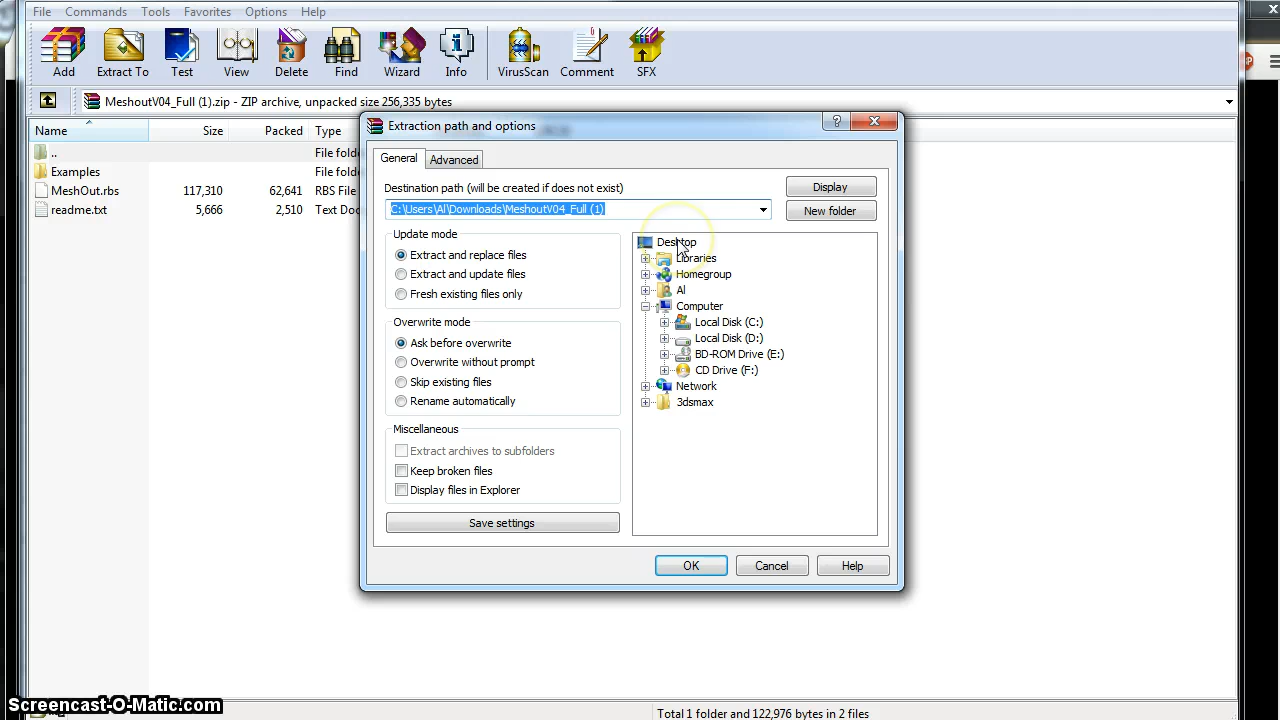 File Commands Tools Favorites Options Help
Add Extract To Test View Delete Find Wizard Info VirusScan Comment SFX
MeshoutV04_Full (1).zip - ZIP archive, unpacked size 256,335 bytes
Name Size Packed Type
.. File folde
Examples File folde
MeshOut.rbs 117,310 62,641 RBS File
readme.txt 5,666 2,510 Text Doc
Extraction path and options
?
General Advanced
Destination path (will be created if does not exist)
Display
C:\Users\Al\Downloads\MeshoutV04_Full (1)
New folder
Update mode
Extract and replace files
Extract and update files
Fresh existing files only
Overwrite mode
Ask before overwrite
Overwrite without prompt
Skip existing files
Rename automatically
Miscellaneous
Extract archives to subfolders
Keep broken files
Display files in Explorer
Save settings
Desktop
Libraries
Homegroup
Al
Computer
Local Disk (C:)
Local Disk (D:)
BD-ROM Drive (E:)
CD Drive (F:)
Network
3dsmax
OK Cancel Help
Screencast-O-Matic.com
Total 1 folder and 122,976 bytes in 2 files